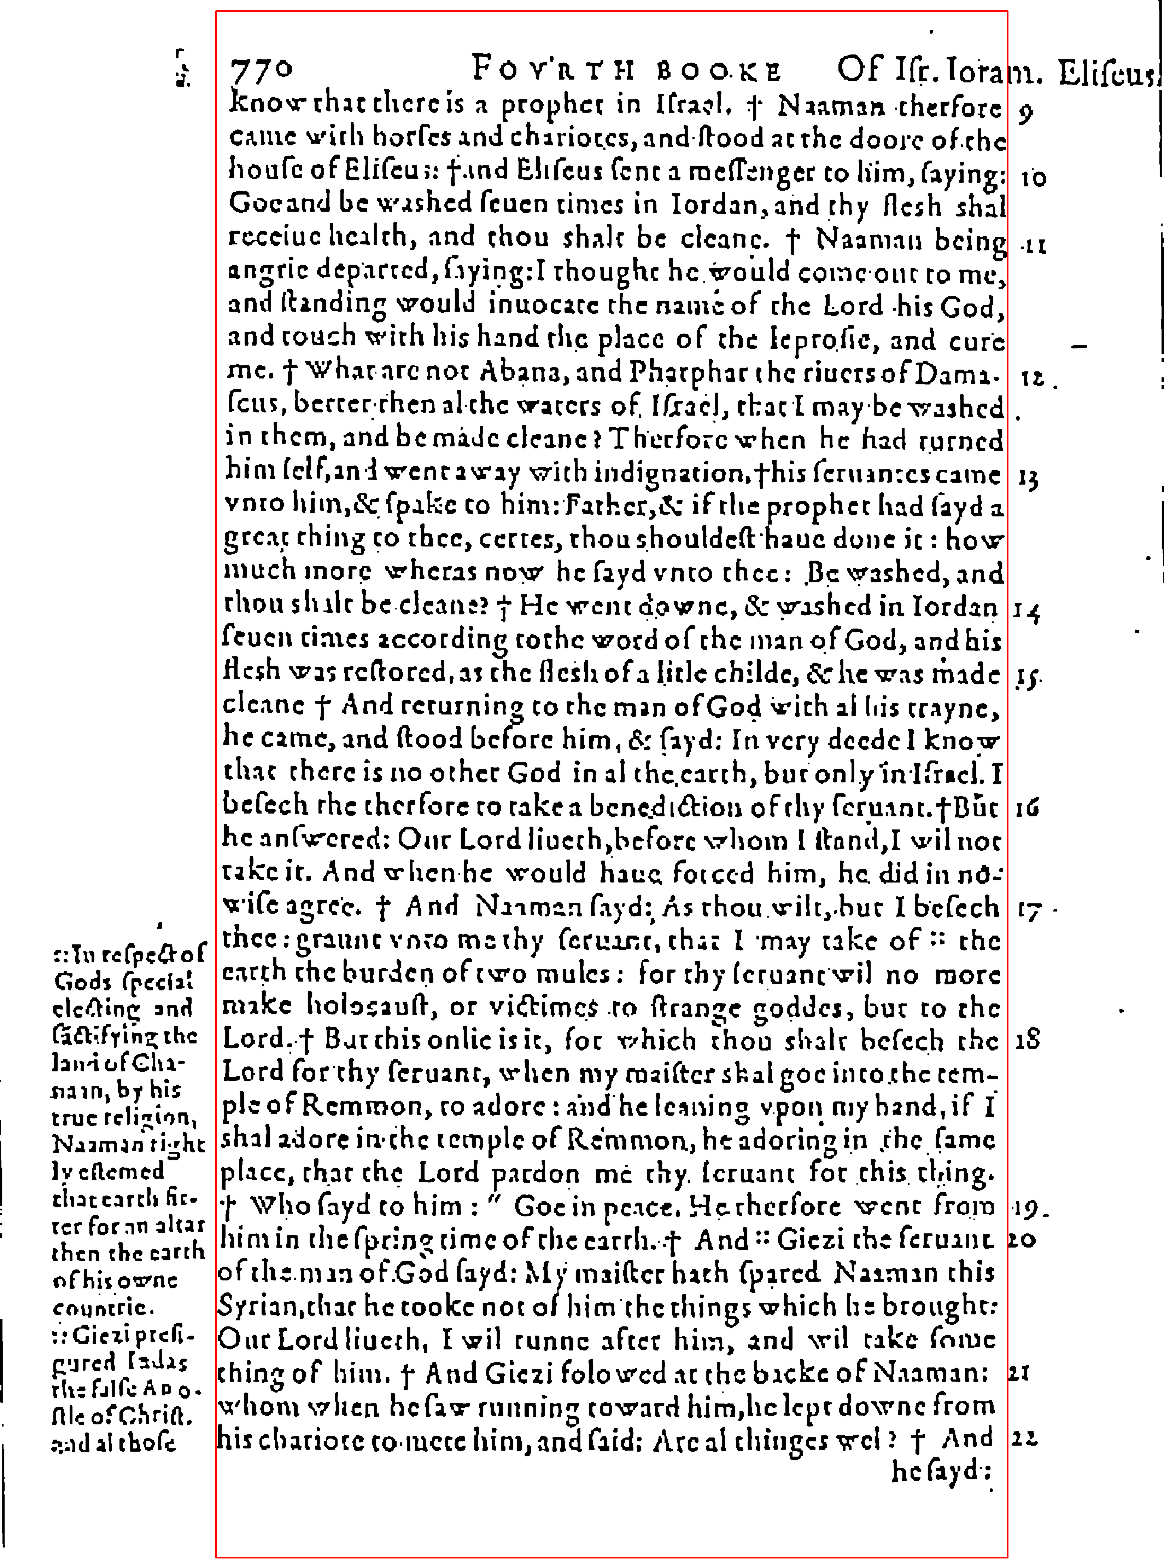 770 FOVRTH BOOKE Of Iſr. Ioram. Eliſeus
know that there is a prophet in Iſrael. † Naaman therfore 9
came with horſes and chariotes, and ſtood at the doore of the
houſe of Eliſeus: † and Eliſeus ſent a meſſenger to him, ſaying: 10
Goe and be washed ſeuen times in Iordan, and thy flesh shal
receiue health, and thou shalt be cleane. † Naaman being 11
angrie departed, ſaying: I thought he would come out to me,
and ſtanding would inuocate the name of the Lord his God,
and touch with his hand the place of the leproſie, and cure
me. † What are not Abana, and Pharphar the riuers of Dama- 12
ſcus, better then al the waters of Iſrael, that I may be washed
in them, and be made cleane? Therfore when he had turned
him ſelf, and went away with indignation, † his ſeruantes came 13
vnto him, & ſpake to him: Father, & if the prophet had ſayd a
great thing to thee, certes, thou shouldeſt haue done it: how
much more wheras now he ſayd vnto thee: Be washed, and
thou shalt be cleane? † He went downe, & washed in Iordan 14
ſeuen times according to the word of the man of God, and his
flesh was reſtored, as the flesh of a litle childe, & he was made 15
cleane † And returning to the man of God with al his trayne,
he came, and ſtood before him, & ſayd: In very deede I know
that there is no other God in al the earth, but only in Iſrael. I
beſech the therfore to take a benediction of thy ſeruant. † But 16
he anſwered: Our Lord liueth, before whom I ſtand, I wil not
take it. And when he would haue forced him, he did in no-
wiſe agree. † And Naaman ſayd: As thou wilt, but I beſech 17
thee: graunt vnto me thy ſeruant, that I may take of :: the
earth the burden of two mules: for thy ſeruant wil no more
make holocauſt, or victimes to ſtrange goddes, but to the
Lord. † But this onlie is it, for which thou shalt beſech the 18
Lord for thy ſeruant, when my maiſter shal goe into the tem-
ple of Remmon, to adore: and he leaning vpon my hand, if I
shal adore in the temple of Remmon, he adoring in the ſame
place, that the Lord pardon me thy ſeruant for this thing.
† Who ſayd to him: " Goe in peace. He therfore went from 19
him in the ſpring time of the earth. † And :: Giezi the ſeruant 20
of the man of God ſayd: My maiſter hath ſpared Naaman this
Syrian, that he tooke not of him the things which he brought:
Our Lord liueth, I wil runne after him, and wil take ſome
thing of him. † And Giezi folowed at the backe of Naaman: 21
whom when he ſaw running toward him, he lept downe from
his chariote to meete him, and ſaid: Are al thinges wel? † And 22
he ſayd:
:: In reſpect of
Gods ſpecial
electing and
ſāctifying the
land of Cha-
naan, by his
true religion,
Naaman right
ly eſtemed
that earth fit-
ter for an altar
then the earth
of his owne
countrie.
:: Giezi preſi-
gured Iudas
the falſe Apo-
ſtle of Chriſt.
and al thoſe